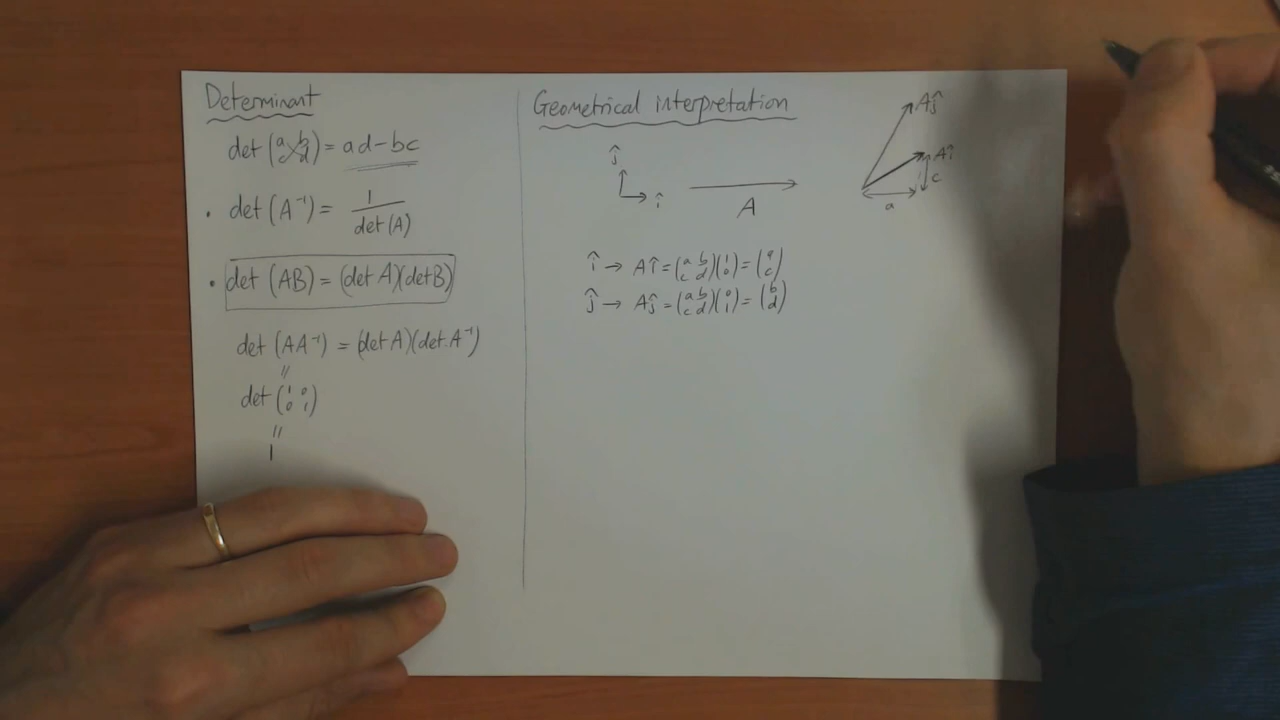 Determinant
det (a b
c d) = ad-bc
• det (A⁻¹) = 1
det (A)
• det (AB) = (det A)(det B)
det (AA⁻¹) = (det A)(det A⁻¹)
=
det (1 0
0 1)
=
1
Geometrical interpretation
ĵ
î
A
Aĵ
Aî
c
a
î → Aî = (a b
c d)(1
0) = (a
c)
ĵ → Aĵ = (a b
c d)(0
1) = (b
d)